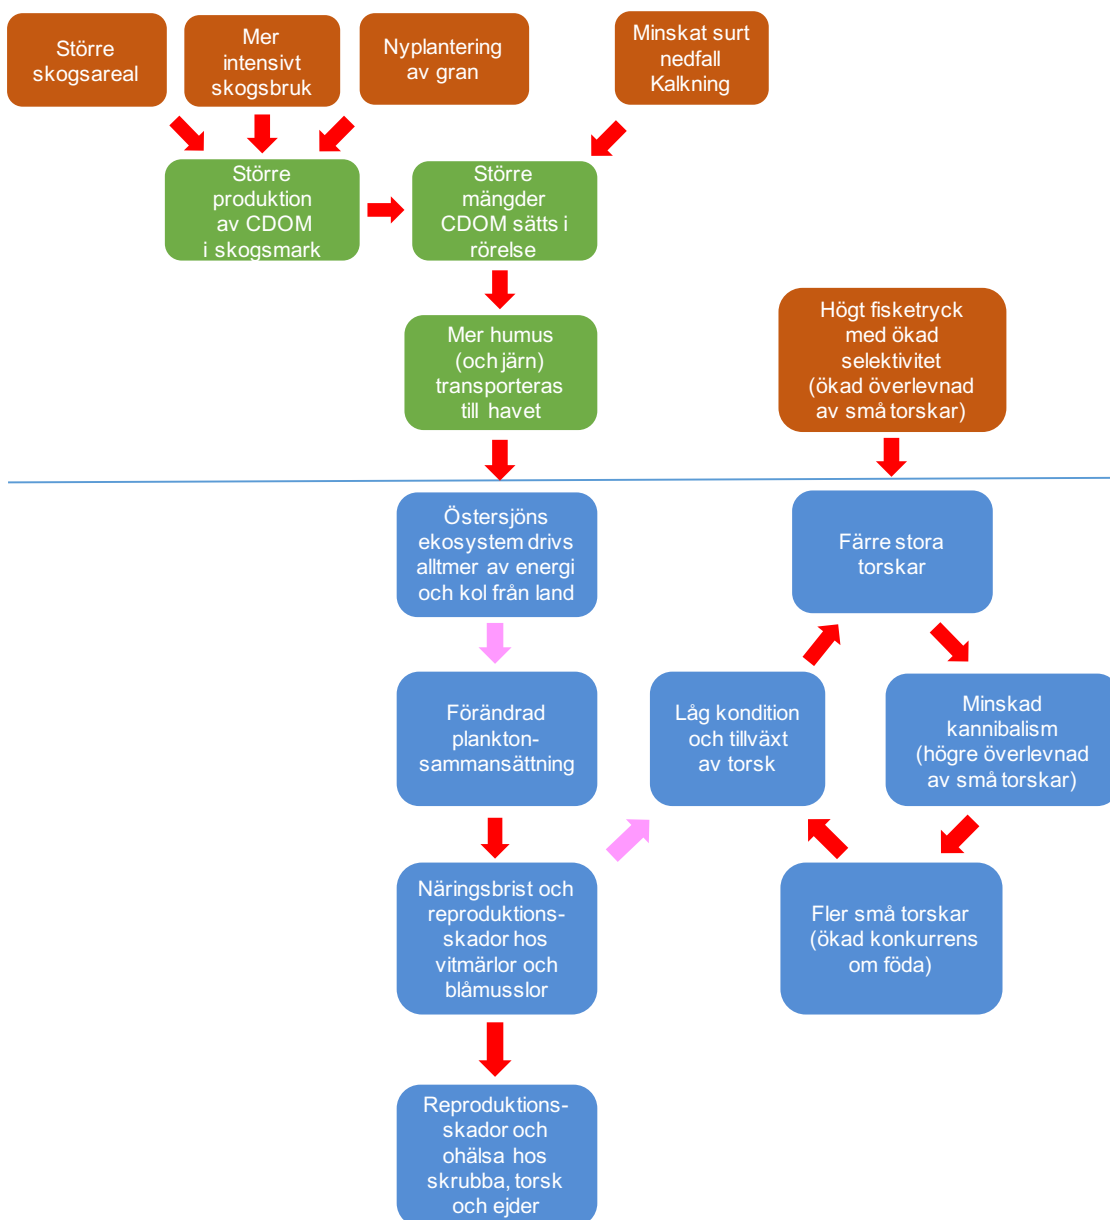 Större
skogsareal
Mer
intensivt
skogsbruk
Nyplantering
av gran
Minskat surt
nedfall
Kalkning
Större
produktion
av CDOM
i skogsmark
Större
mängder
CDOM sätts i
rörelse
Mer humus
(och järn)
transporteras
till havet
Högt fisketryck
med ökad
selektivitet
(ökad överlevnad
av små torskar)
Östersjöns
ekosystem drivs
alltmer av energi
och kol från land
Färre stora
torskar
Förändrad
plankton-
sammansättning
Låg kondition
och tillväxt
av torsk
Minskad
kannibalism
(högre överlevnad
av små torskar)
Näringsbrist och
reproduktions-
skador hos
vitmärlor och
blåmusslor
Fler små torskar
(ökad konkurrens
om föda)
Reproduktions-
skador och
ohälsa hos
skrubba, torsk
och ejder